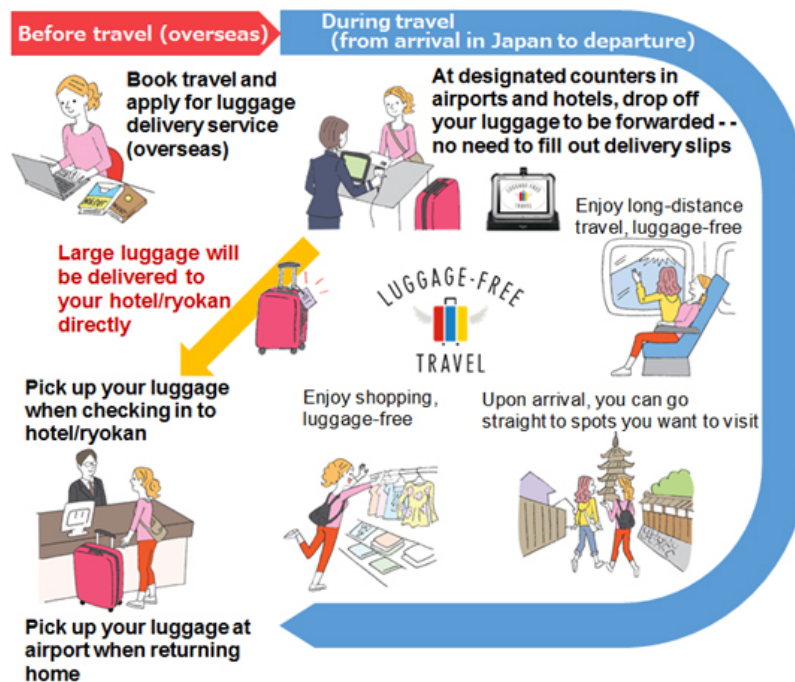 Before travel (overseas)
During travel
(from arrival in Japan to departure)
Book travel and
apply for luggage
delivery service
(overseas)
At designated counters in
airports and hotels, drop off
your luggage to be forwarded - -
no need to fill out delivery slips
LUGGAGE-FREE
TRAVEL
Enjoy long-distance
travel, luggage-free
Large luggage will
be delivered to
your hotel/ryokan
directly
LUGGAGE-FREE
TRAVEL
Pick up your luggage
when checking in to
hotel/ryokan
Enjoy shopping,
luggage-free
Upon arrival, you can go
straight to spots you want to visit
Pick up your luggage at
airport when returning
home